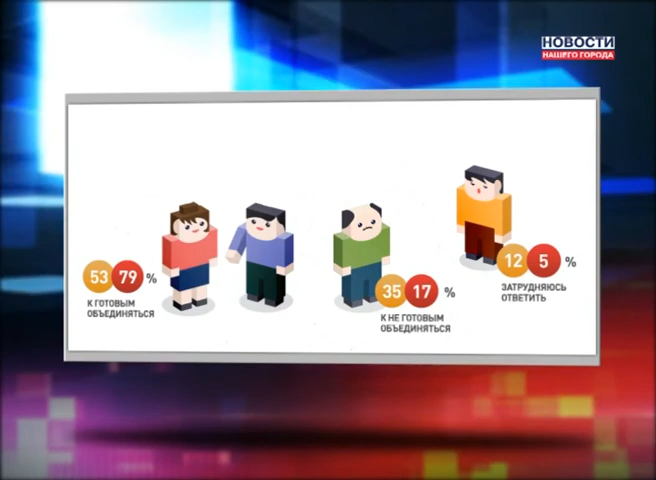 НОВОСТИ
НАШЕГО ГОРОДА
53 79 %
К ГОТОВЫМ
ОБЪЕДИНЯТЬСЯ
35 17 %
К НЕ ГОТОВЫМ
ОБЪЕДИНЯТЬСЯ
12 5 %
ЗАТРУДНЯЮСЬ
ОТВЕТИТЬ